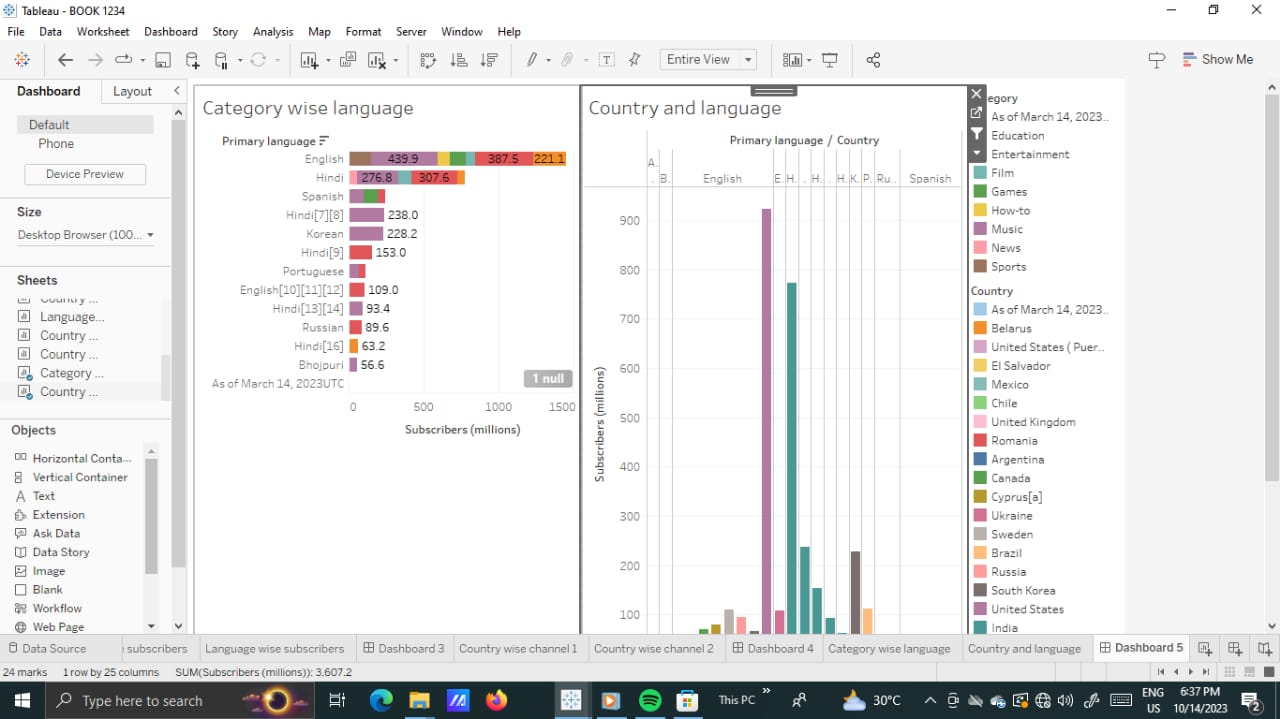 Tableau - BOOK 1234
File Data Worksheet Dashboard Story Analysis Map Format Server Window Help
Entire View
Show Me
Dashboard Layout
Default
Phone
Device Preview
Size
Desktop Browser (100...
Sheets
Country ...
Language...
Country ...
Country ...
Category ...
Country ...
Objects
Horizontal Conta...
Vertical Container
Text
Extension
Ask Data
Data Story
Image
Blank
Workflow
Web Page
Category wise language
Primary language
English 439.9 387.5 221.1
Hindi 276.8 307.6
Spanish
Hindi[7][8] 238.0
Korean 228.2
Hindi[9] 153.0
Portuguese
English[10][11][12] 109.0
Hindi[13][14] 93.4
Russian 89.6
Hindi[16] 63.2
Bhojpuri 56.6
As of March 14, 2023UTC
1 null
0 500 1000 1500
Subscribers (millions)
Country and language
Primary language / Country
A.
. B. English E. H. . H. . H. K. P. Ru.. Spanish
900
800
700
600
500
400
300
200
100
Subscribers (millions)
egory
As of March 14, 2023..
Education
Entertainment
Film
Games
How-to
Music
News
Sports
Country
As of March 14, 2023..
Belarus
United States ( Puer..
El Salvador
Mexico
Chile
United Kingdom
Romania
Argentina
Canada
Cyprus[a]
Ukraine
Sweden
Brazil
Russia
South Korea
United States
India
Data Source subscribers Language wise subscribers Dashboard 3 Country wise channel 1 Country wise channel 2 Dashboard 4 Category wise language Country and language Dashboard 5
24 marks 1 row by 25 columns SUM(Subscribers (millions)): 3,607.2
Type here to search
This PC
30°C
ENG
US
6:37 PM
10/14/2023
2